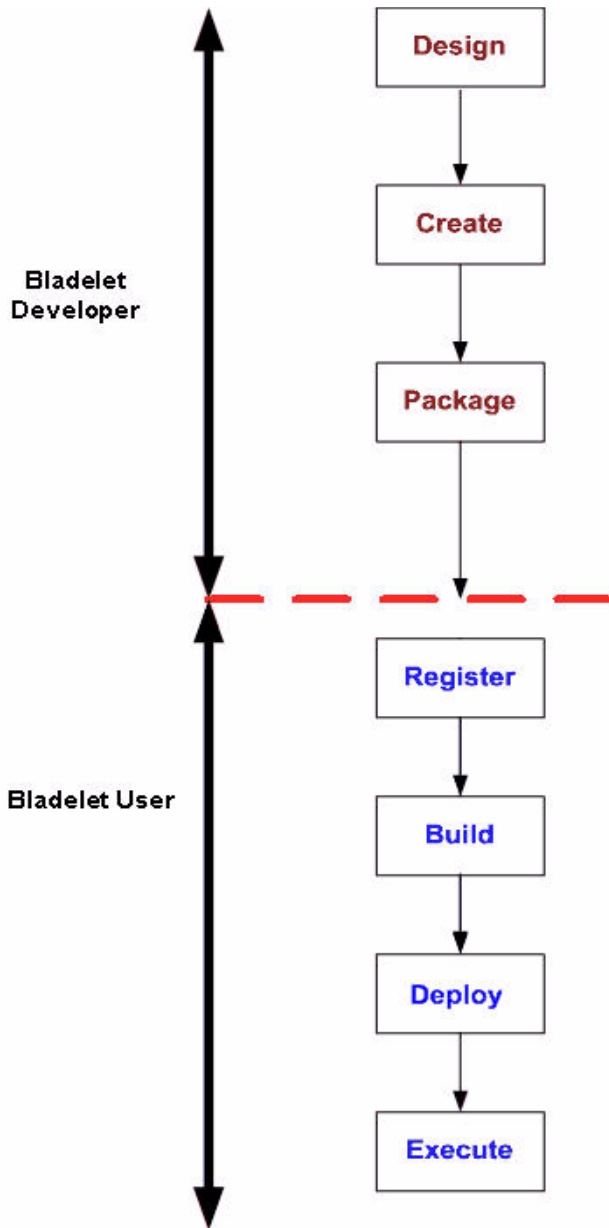 Design
Create
Bladelet
Developer
Package
Register
Bladelet User
Build
Deploy
Execute